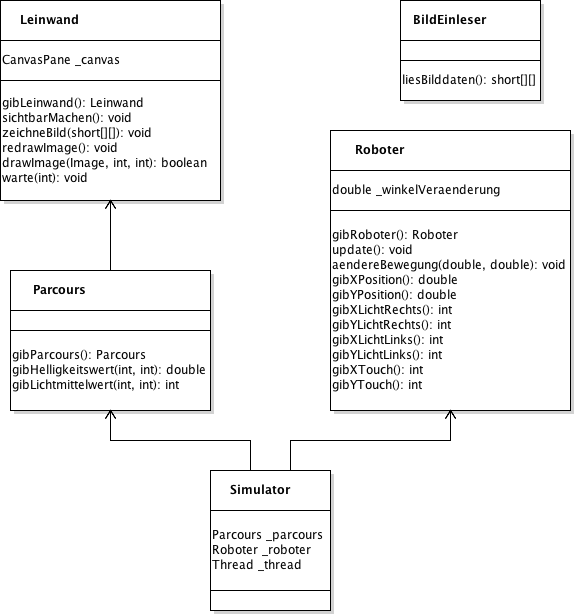 Leinwand
CanvasPane _canvas
gibLeinwand(): Leinwand
sichtbarMachen(): void
zeichneBild(short[][]): void
redrawImage(): void
drawImage(Image, int, int): boolean
warte(int): void
BildEinleser
liesBilddaten(): short[][]
Roboter
double _winkelVeraenderung
gibRoboter(): Roboter
update(): void
aendereBewegung(double, double): void
gibXPosition(): double
gibYPosition(): double
gibXLichtRechts(): int
gibYLichtRechts(): int
gibXLichtLinks(): int
gibYLichtLinks(): int
gibXTouch(): int
gibYTouch(): int
Parcours
gibParcours(): Parcours
gibHelligkeitswert(int, int): double
gibLichtmittelwert(int, int): int
Simulator
Parcours _parcours
Roboter _roboter
Thread _thread